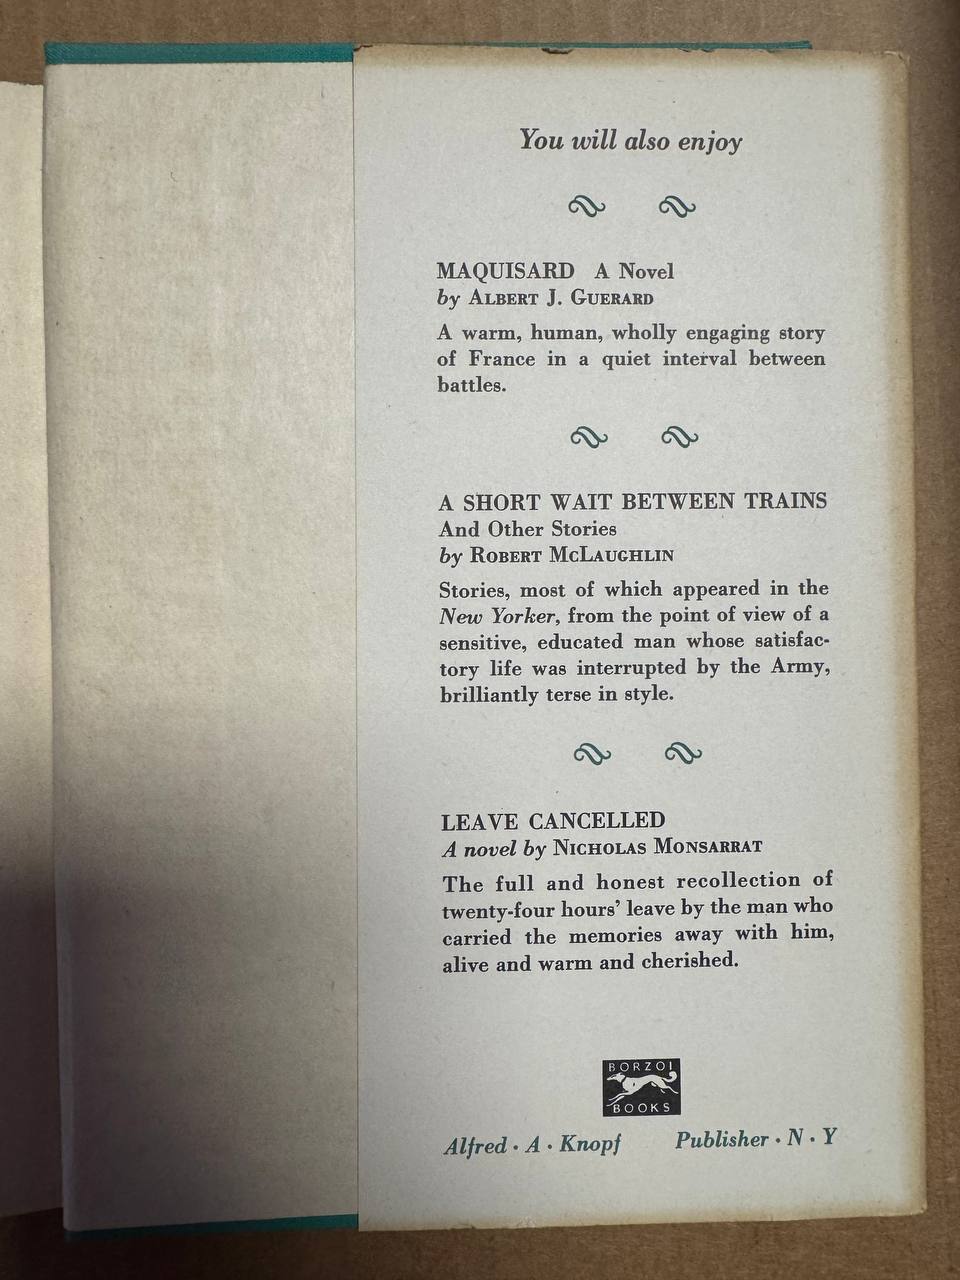 You will also enjoy
MAQUISARD A Novel
by ALBERT J. GUERARD
A warm, human, wholly engaging story
of France in a quiet interval between
battles.
A SHORT WAIT BETWEEN TRAINS
And Other Stories
by ROBERT MCLAUGHLIN
Stories, most of which appeared in the
New Yorker, from the point of view of a
sensitive, educated man whose satisfac-
tory life was interrupted by the Army,
brilliantly terse in style.
LEAVE CANCELLED
A novel by NICHOLAS MONSARRAT
The full and honest recollection of
twenty-four hours' leave by the man who
carried the memories away with him,
alive and warm and cherished.
BORZOI
BOOKS
Alfred · A · Knopf Publisher · N · Y